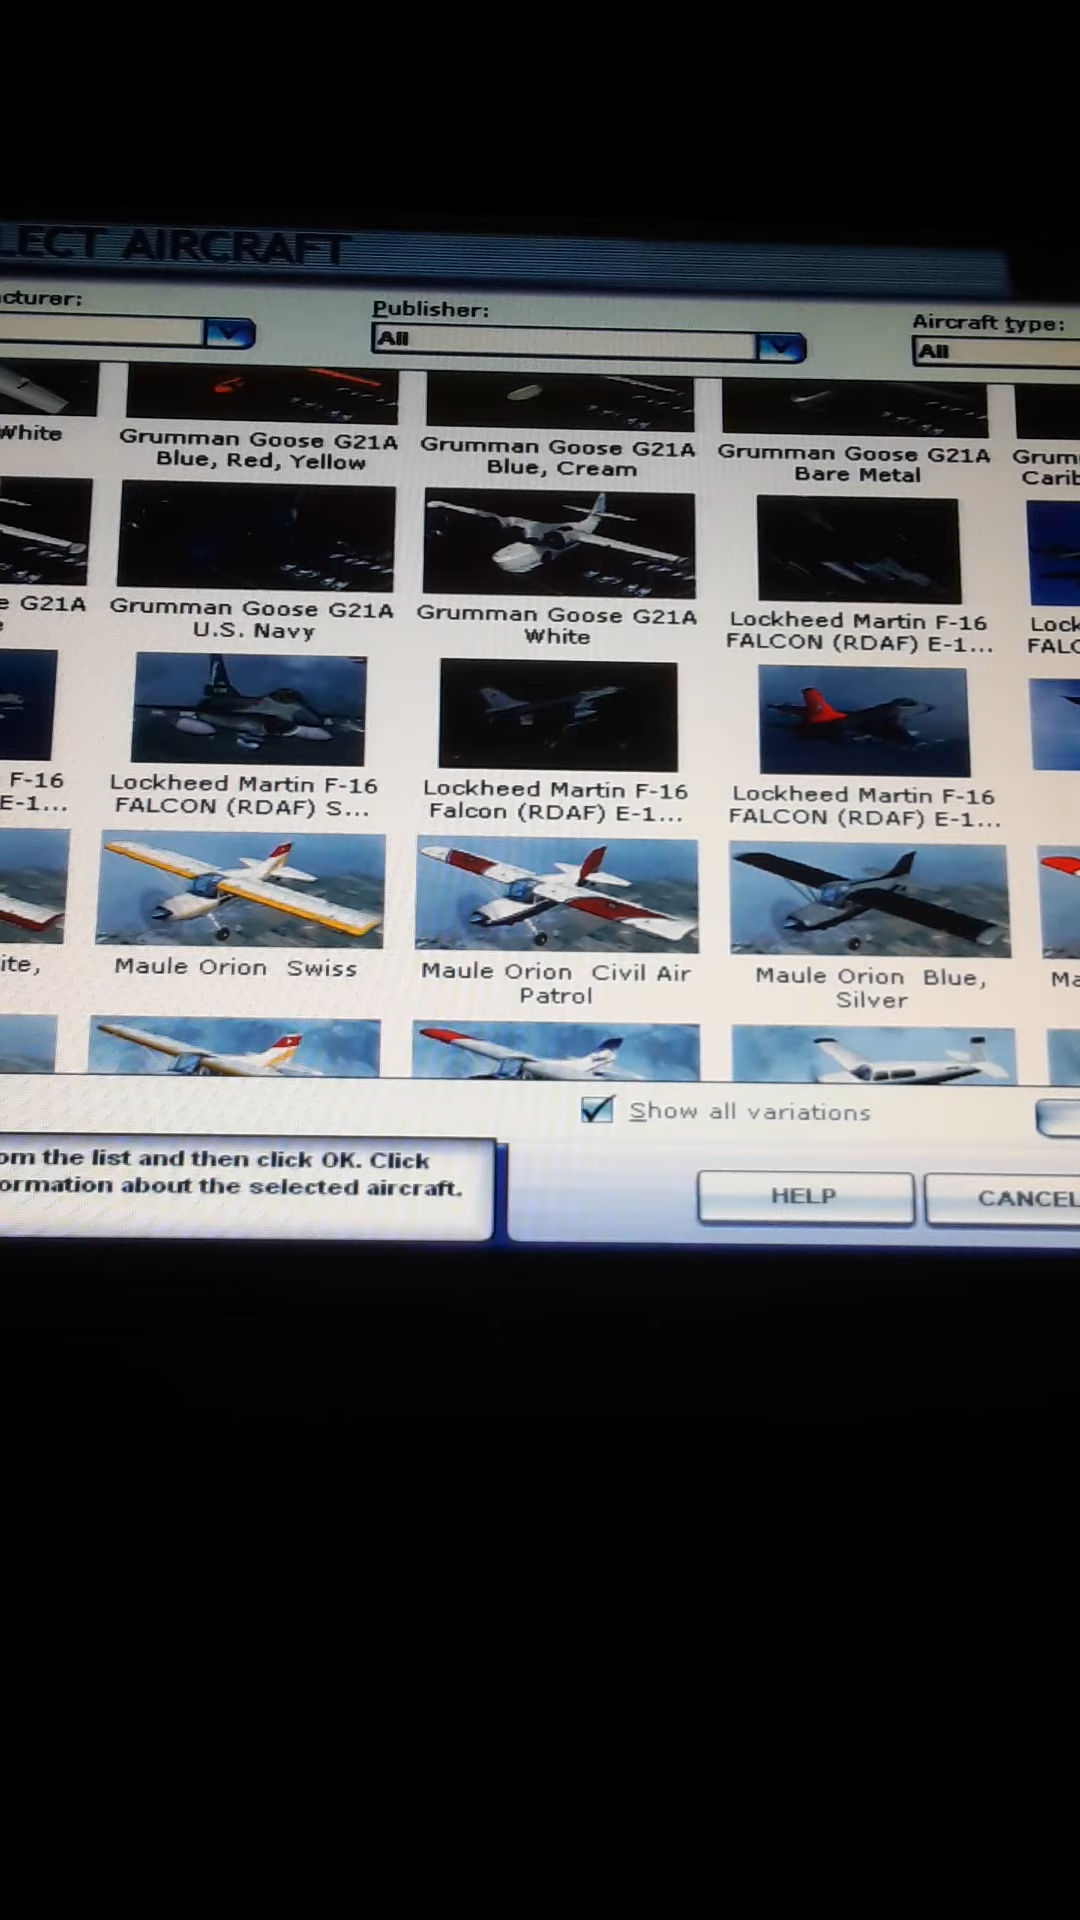 LECT AIRCRAFT
cturer:
Publisher:
Aircraft type:
All
All
White
Grumman Goose G21A
Blue, Red, Yellow
Grumman Goose G21A
Blue, Cream
Grumman Goose G21A
Bare Metal
Grum
Carib
e G21A
Grumman Goose G21A
U.S. Navy
Grumman Goose G21A
White
Lockheed Martin F-16
FALCON (RDAF) E-1...
Lock
FALC
F-16
E-1...
Lockheed Martin F-16
FALCON (RDAF) S...
Lockheed Martin F-16
Falcon (RDAF) E-1...
Lockheed Martin F-16
FALCON (RDAF) E-1...
ite,
Maule Orion Swiss
Maule Orion Civil Air
Patrol
Maule Orion Blue,
Silver
Ma
Show all variations
om the list and then click OK. Click
ormation about the selected aircraft.
HELP
CANCEL